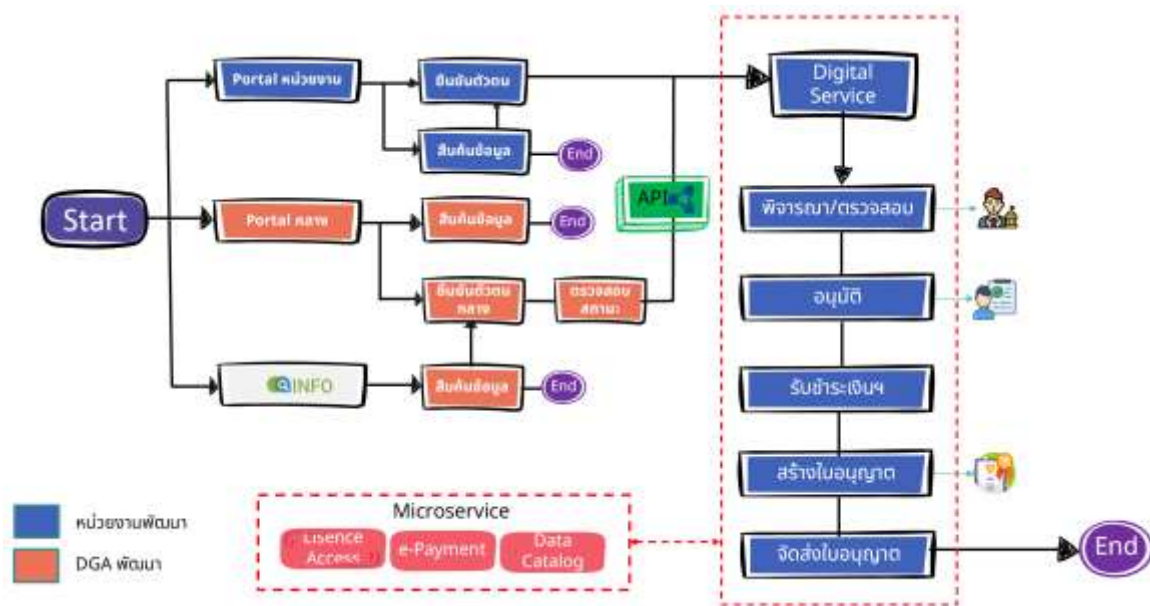 Portal หน่วยงาน
ยืนยันตัวตน
Digital
Service
สืบค้นข้อมูล
End
API
พิจารณา/ตรวจสอบ
Start
Portal กลาง
สืบค้นข้อมูล
End
ยืนยันตัวตน
กลาง
ตรวจสอบ
สถานะ
อนุมัติ
INFO
สืบค้นข้อมูล
End
รับชำระเงินฯ
สร้างใบอนุญาต
จัดส่งใบอนุญาต
End
หน่วยงานพัฒนา
DGA พัฒนา
Microservice
Lisence
Access
e-Payment
Data
Catalog